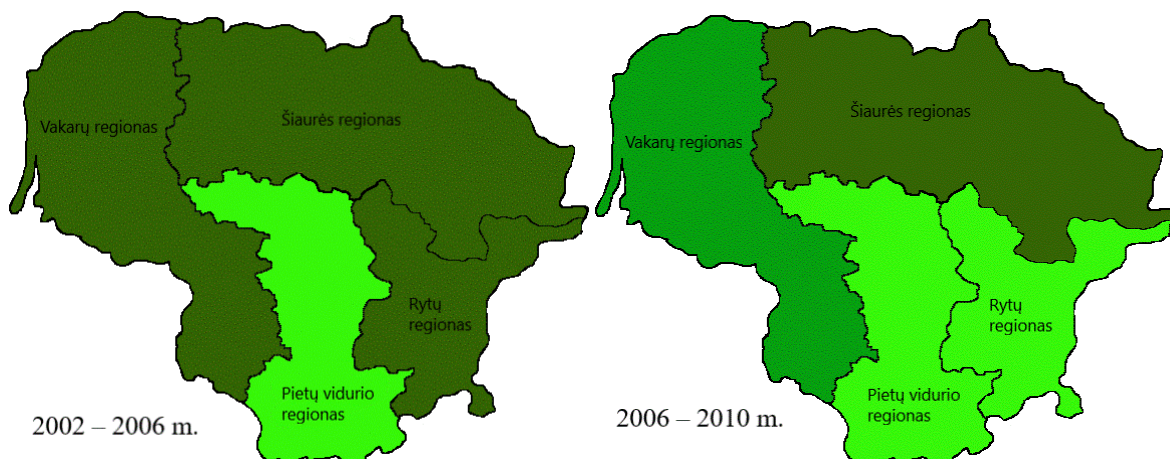 Vakarų regionas
Šiaurės regionas
Rytų
regionas
Pietų vidurio
regionas
2002 – 2006 m.
Vakarų regionas
Šiaurės regionas
Rytų
regionas
Pietų vidurio
regionas
2006 – 2010 m.